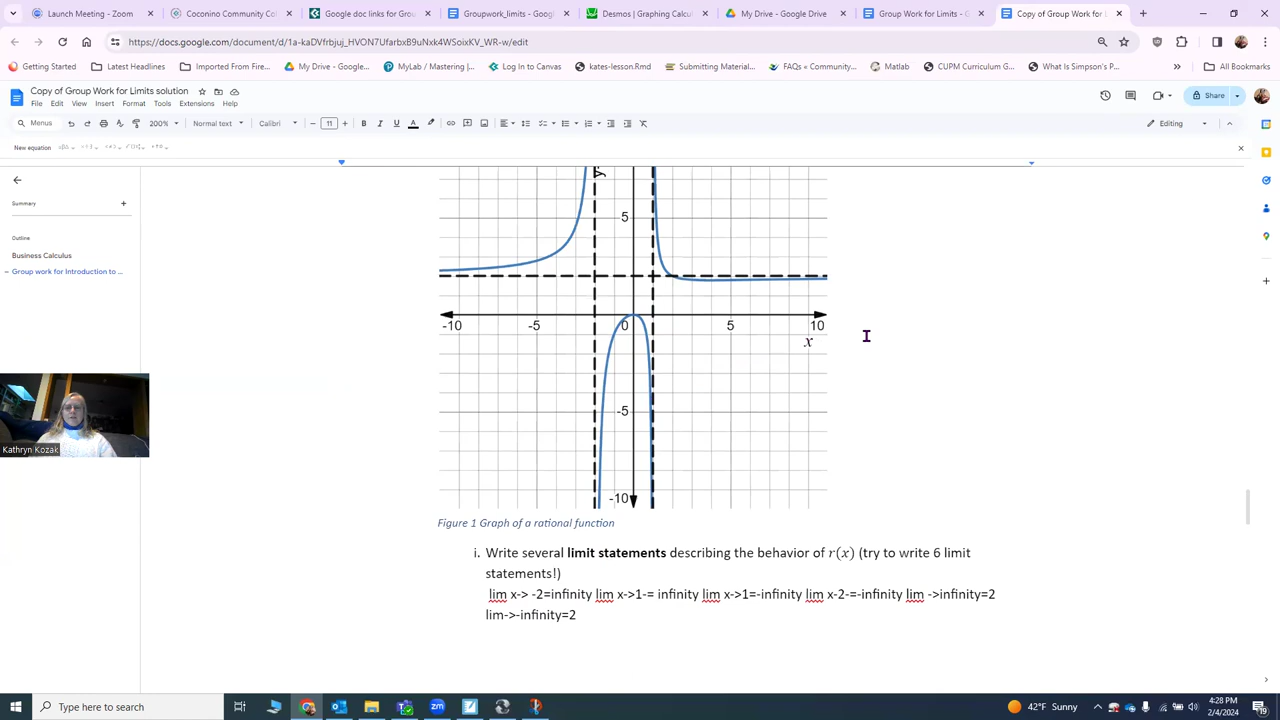 Launch Meeting - Zoom
Coconino Community Col
Google doc links for Grou
Groupwork_limits - Googl
Desmos | Graphing Calcu
My Drive - Google Drive
Group Work for Limits - G
Copy of Group Work for L
https://docs.google.com/document/d/1a-kaDVfrbjuj_HVON7UfarbxB9uNxk4WSoixKV_WR-w/edit
Getting Started
Latest Headlines
Imported From Fire...
My Drive - Google...
MyLab / Mastering |...
Log In to Canvas
kates-lesson.Rmd
Submitting Material...
FAQs « Community...
Matlab
CUPM Curriculum G...
What Is Simpson's P...
»
All Bookmarks
Copy of Group Work for Limits solution
File Edit View Insert Format Tools Extensions Help
Share
Menus
200%
Normal text
Calibri
11
B I U A
Editing
New equation
Summary
Outline
Business Calculus
Group work for Introduction to ...
y
5
-10
-5
0
5
10
x
-5
-10
Kathryn Kozak
Figure 1 Graph of a rational function
i. Write several limit statements describing the behavior of r(x) (try to write 6 limit
statements!)
lim x-> -2=infinity lim x->1-= infinity lim x->1=-infinity lim x-2-=-infinity lim ->infinity=2
lim->-infinity=2
Type here to search
42°F Sunny
4:28 PM
2/4/2024
19